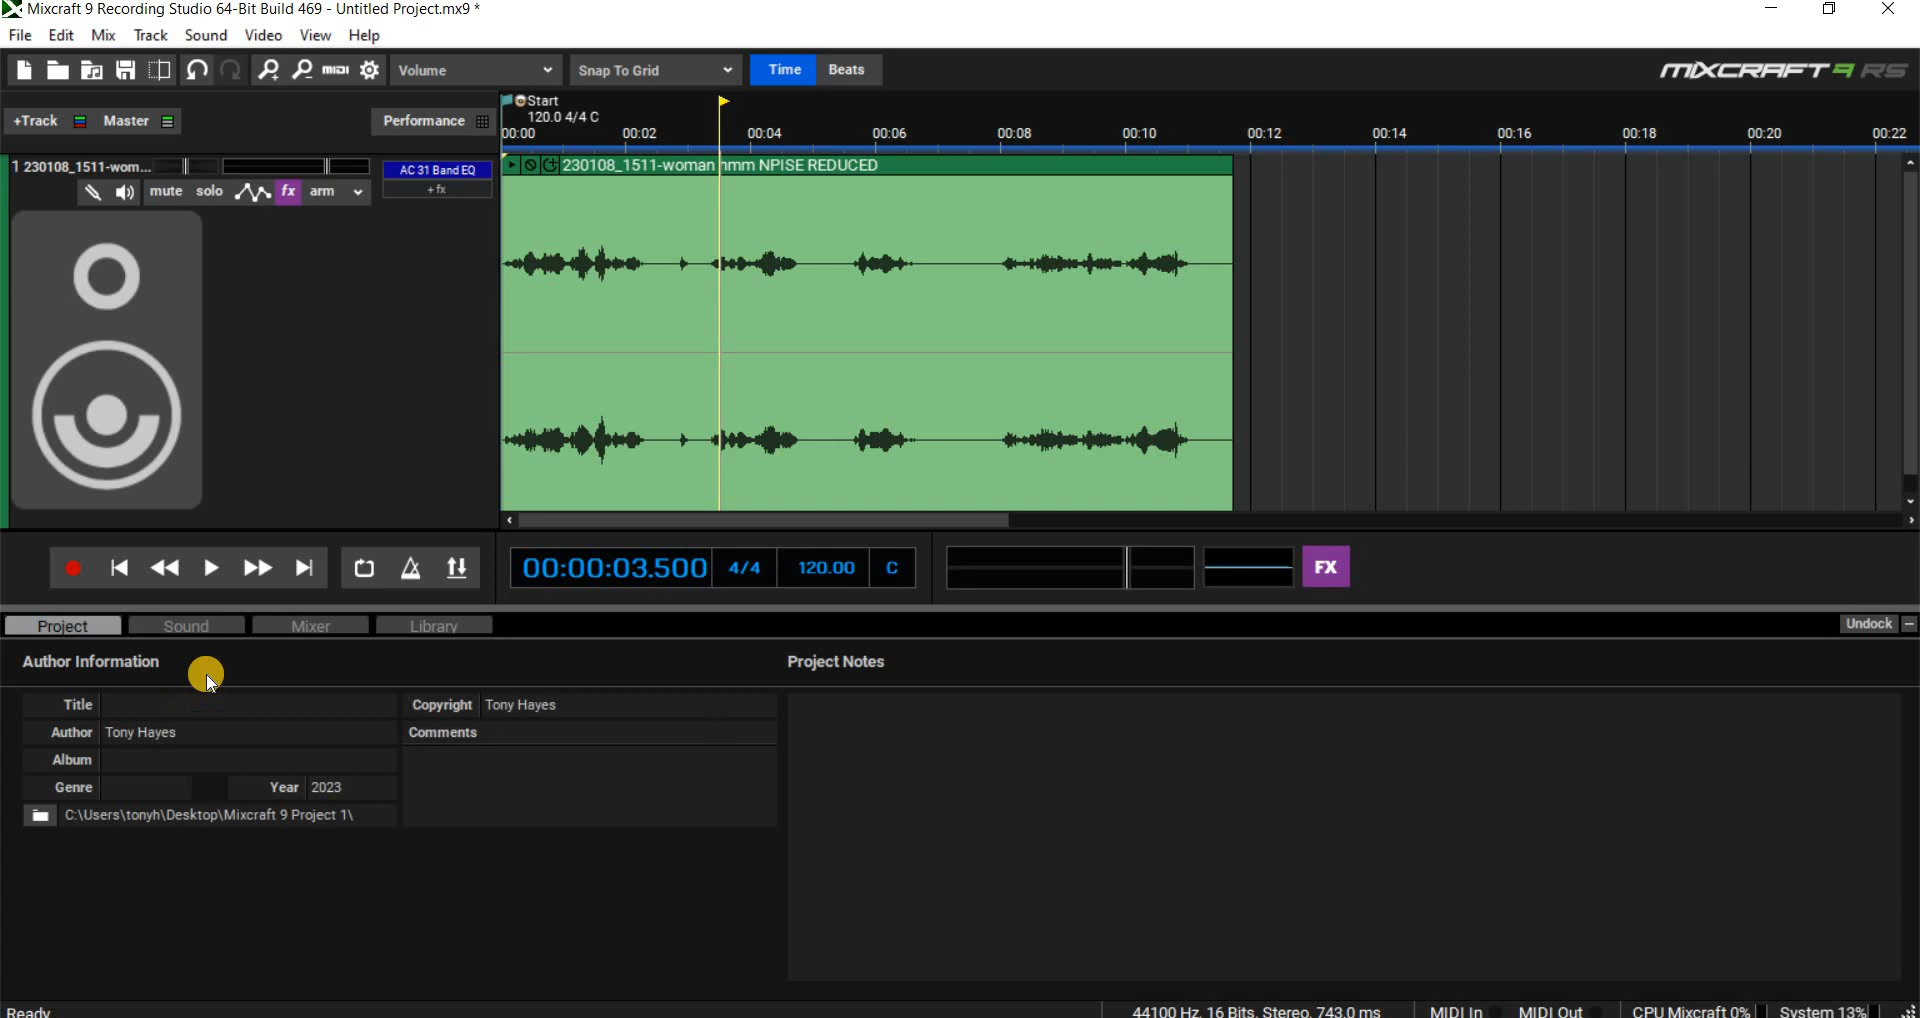 Mixcraft 9 Recording Studio 64-Bit Build 469 - Untitled Project.mx9 *
File Edit Mix Track Sound Video View Help
MIDI Volume Snap To Grid Time Beats MIXCRAFT 9 RS
+Track Master Performance
Start
120.0 4/4 C
00:00 00:02 00:04 00:06 00:08 00:10 00:12 00:14 00:16 00:18 00:20 00:22
1 230108_1511-wom... AC 31 Band EQ 230108_1511-woman hmm NPISE REDUCED
mute solo fx arm + fx
00:00:03.500 4/4 120.00 C FX
Project Sound Mixer Library Undock
Author Information Project Notes
Title Copyright Tony Hayes
Author Tony Hayes Comments
Album
Genre Year 2023
C:\Users\tonyh\Desktop\Mixcraft 9 Project 1\
Ready 44100 Hz, 16 Bits, Stereo, 743.0 ms MIDI In MIDI Out CPU Mixcraft 0% System 13%